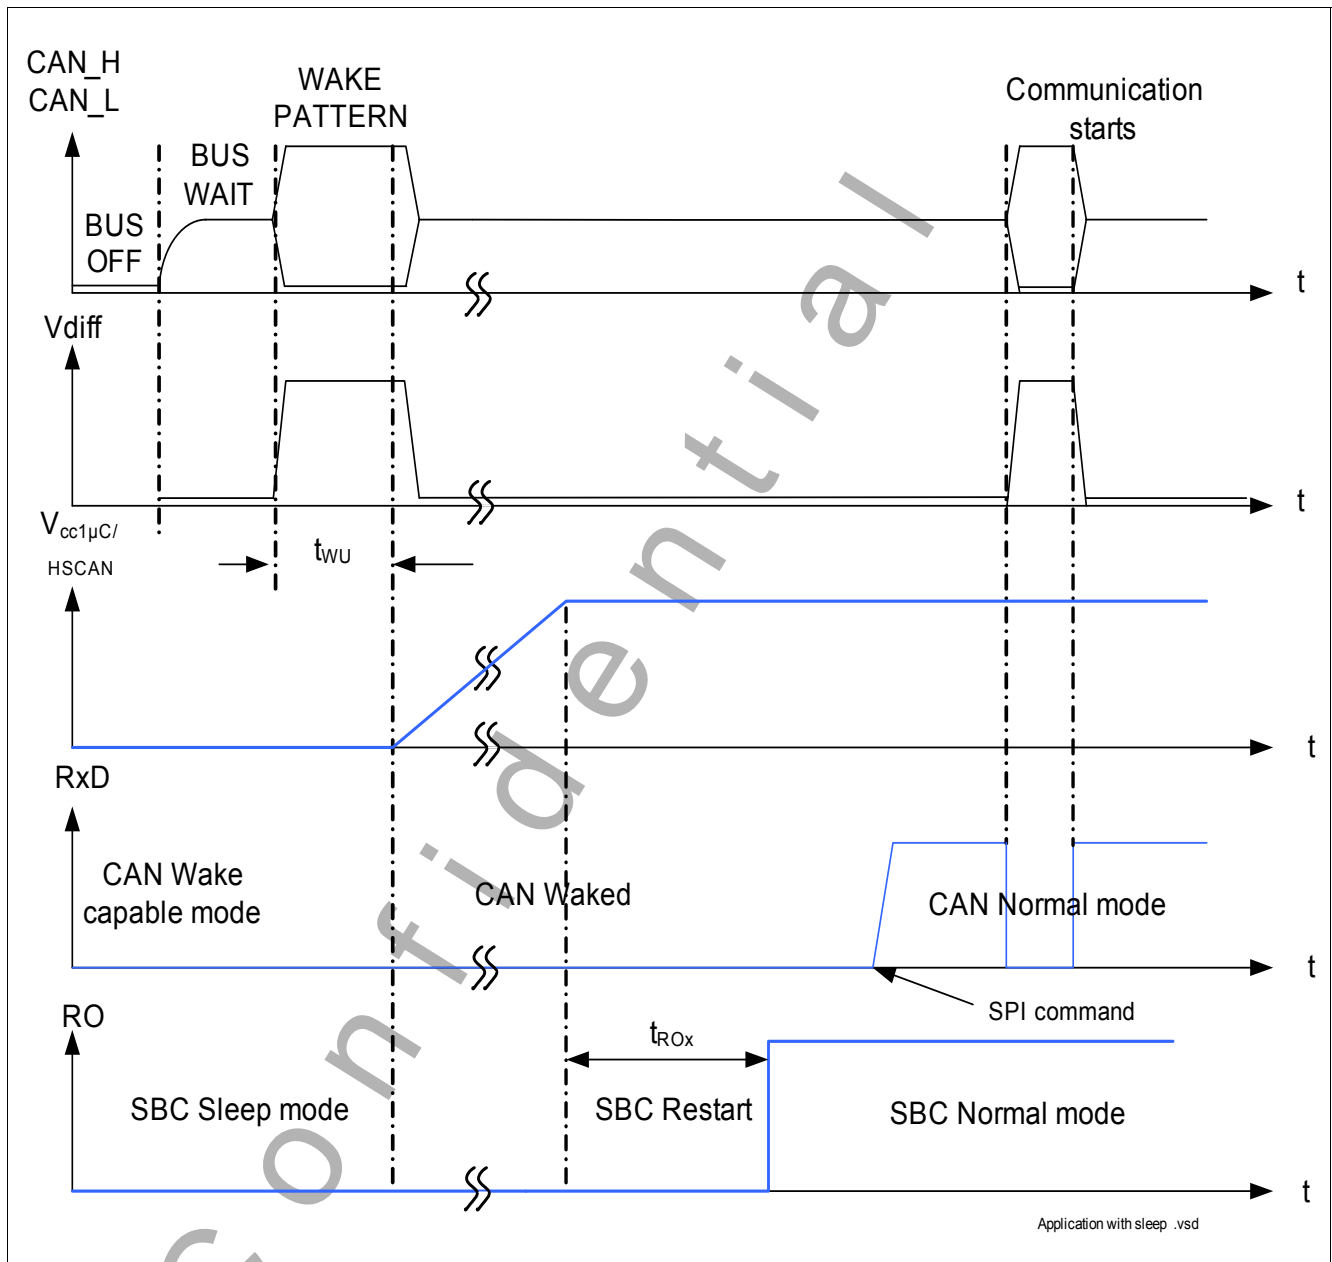 CAN_H
CAN_L
WAKE
PATTERN
Communication
starts
BUS
WAIT
BUS
OFF
t
Vdiff
t
Vcc1µC/
HSCAN
tWU
t
RxD
CAN Wake
capable mode
CAN Waked
CAN Normal mode
t
SPI command
RO
tROx
SBC Sleep mode
SBC Restart
SBC Normal mode
t
Application with sleep .vsd
Confidential